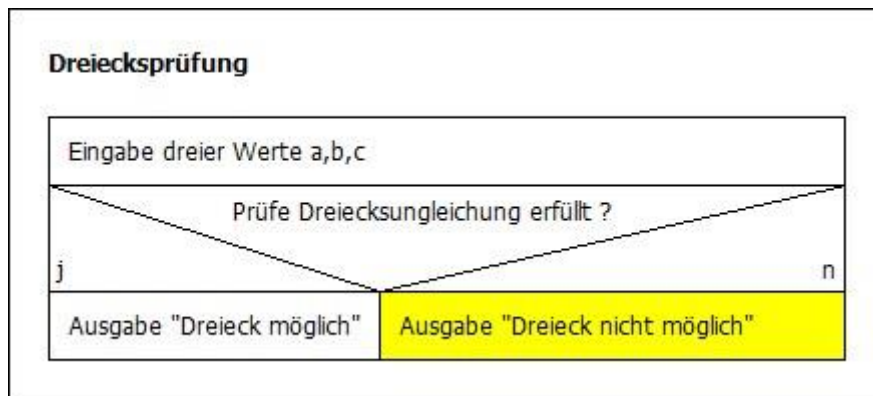 Dreiecksprüfung
Eingabe dreier Werte a,b,c
Prüfe Dreiecksungleichung erfüllt ?
j
n
Ausgabe "Dreieck möglich"
Ausgabe "Dreieck nicht möglich"